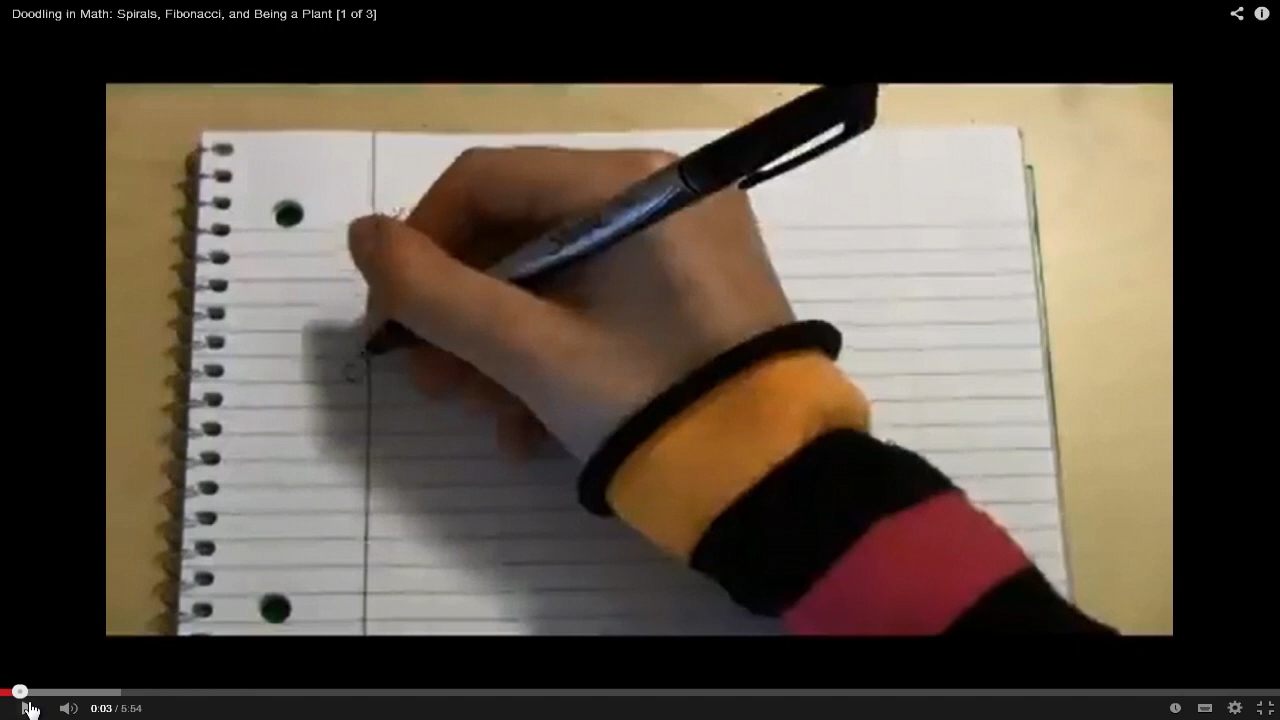 Doodling in Math: Spirals, Fibonacci, and Being a Plant [1 of 3]
0:03 / 5:54